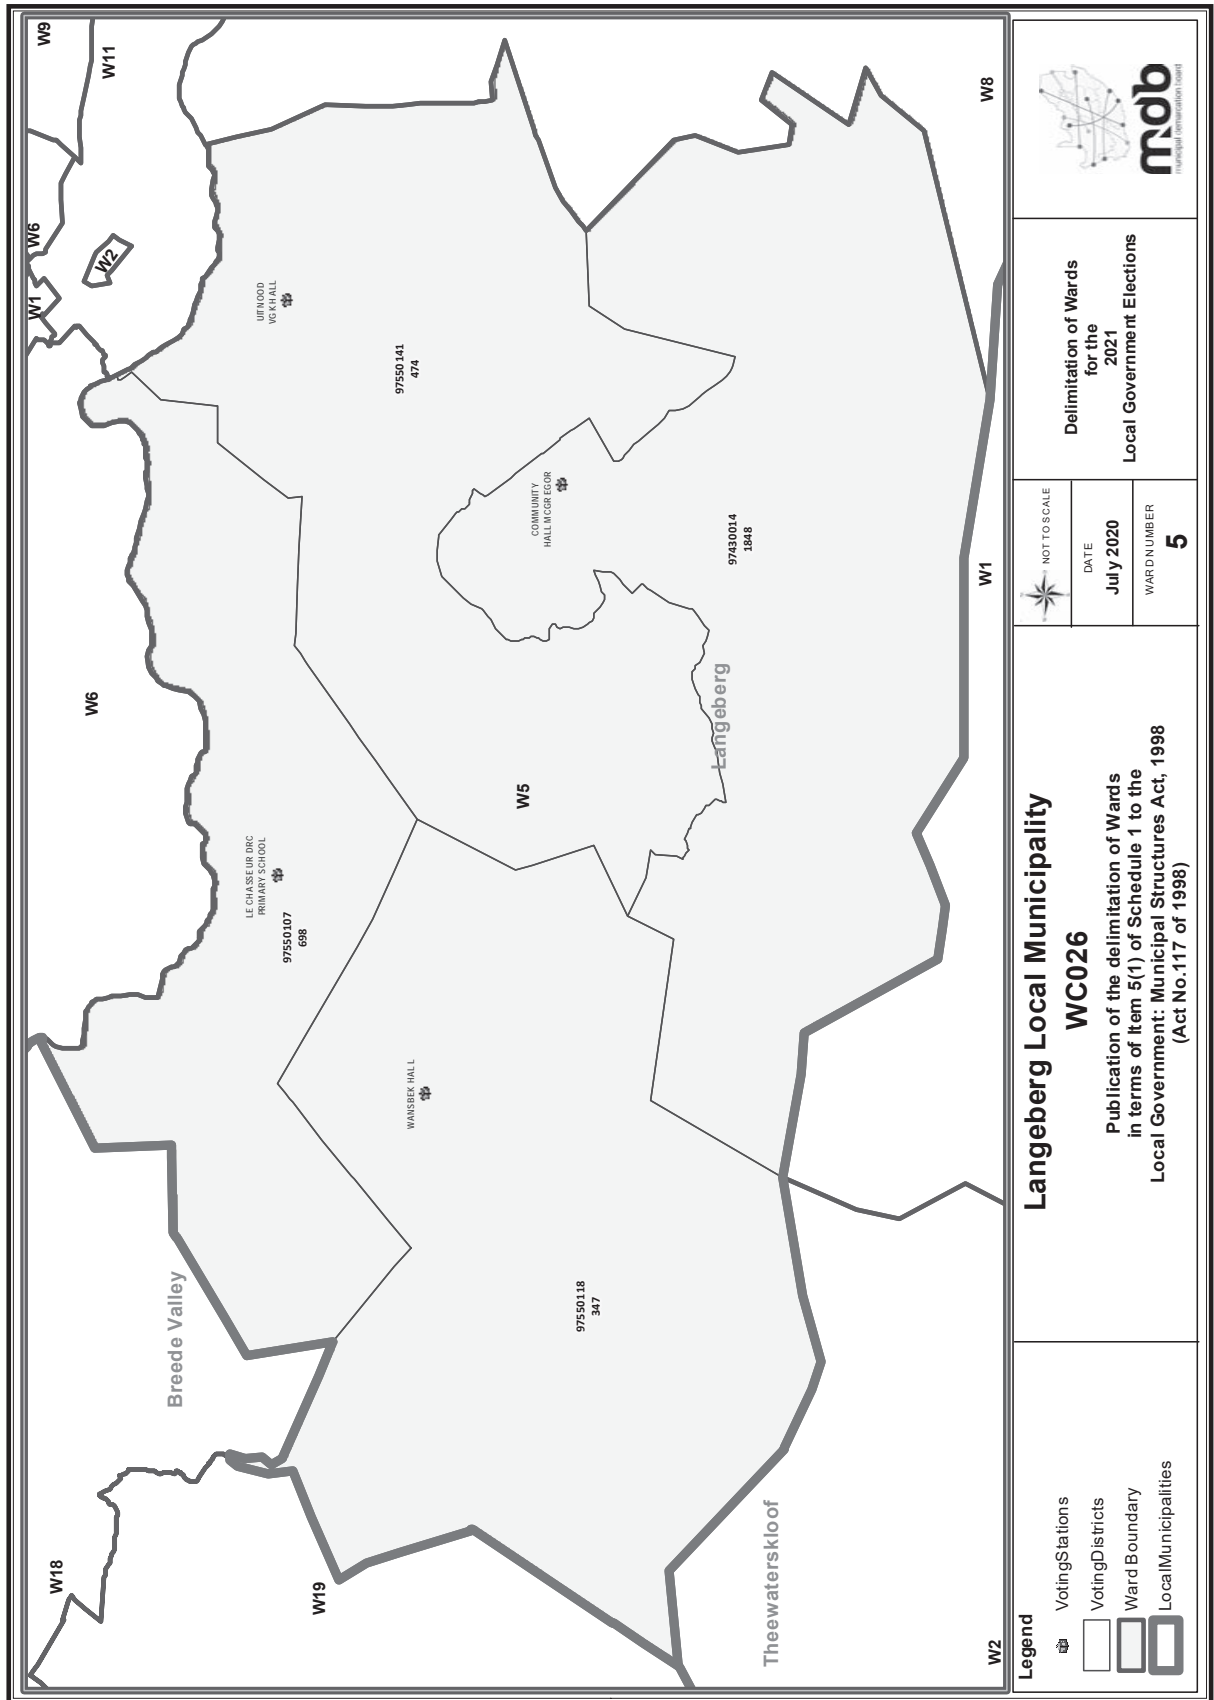 W9
W11
W6
W1
W2
W8
UITNOOD
VGK HALL
97550141
474
COMMUNITY
HALL MCGREGOR
97430014
1848
W1
W6
Langeberg
W5
LE CHASSEUR DRC
PRIMARY SCHOOL
97550107
698
WANSBEK HALL
97550118
347
Breede Valley
W18
W19
Theewaterskloof
W2
Legend
VotingStations
VotingDistricts
Ward Boundary
LocalMunicipalities
Langeberg Local Municipality
WC026
Publication of the delimitation of Wards
in terms of Item 5(1) of Schedule 1 to the
Local Government: Municipal Structures Act, 1998
(Act No.117 of 1998)
NOT TO SCALE
DATE
July 2020
WARD NUMBER
5
Delimitation of Wards
for the
2021
Local Government Elections
mdb
municipal demarcation board